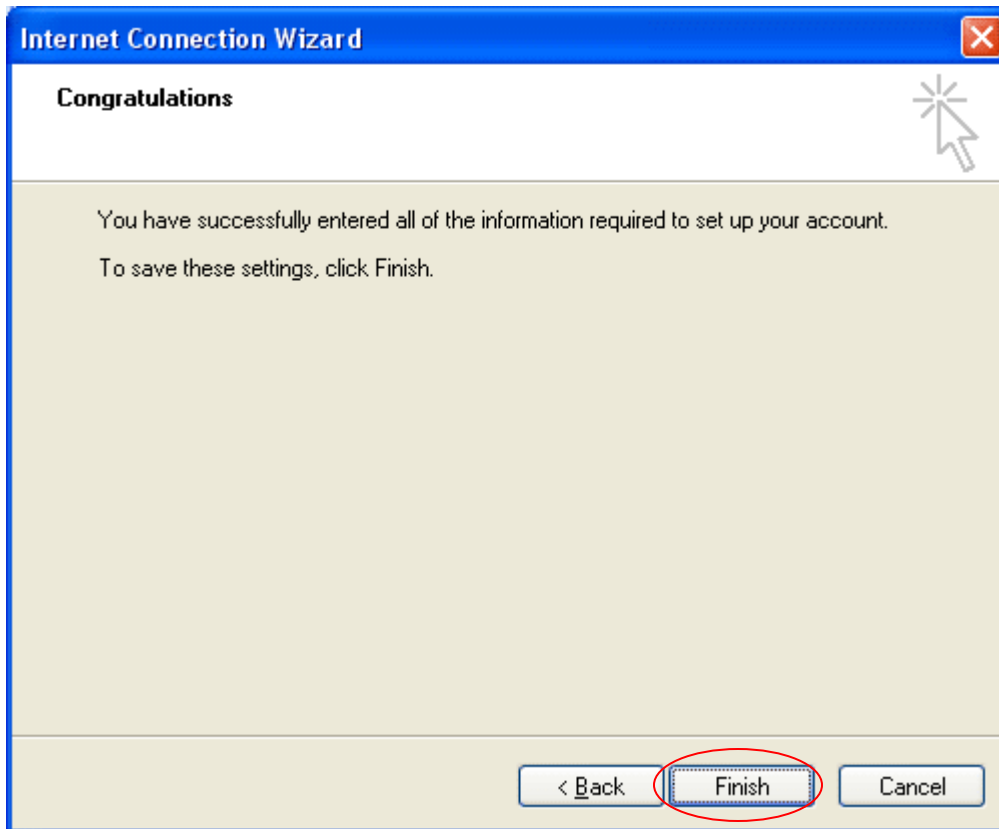 Internet Connection Wizard
Congratulations
You have successfully entered all of the information required to set up your account.
To save these settings, click Finish.
< Back
Finish
Cancel